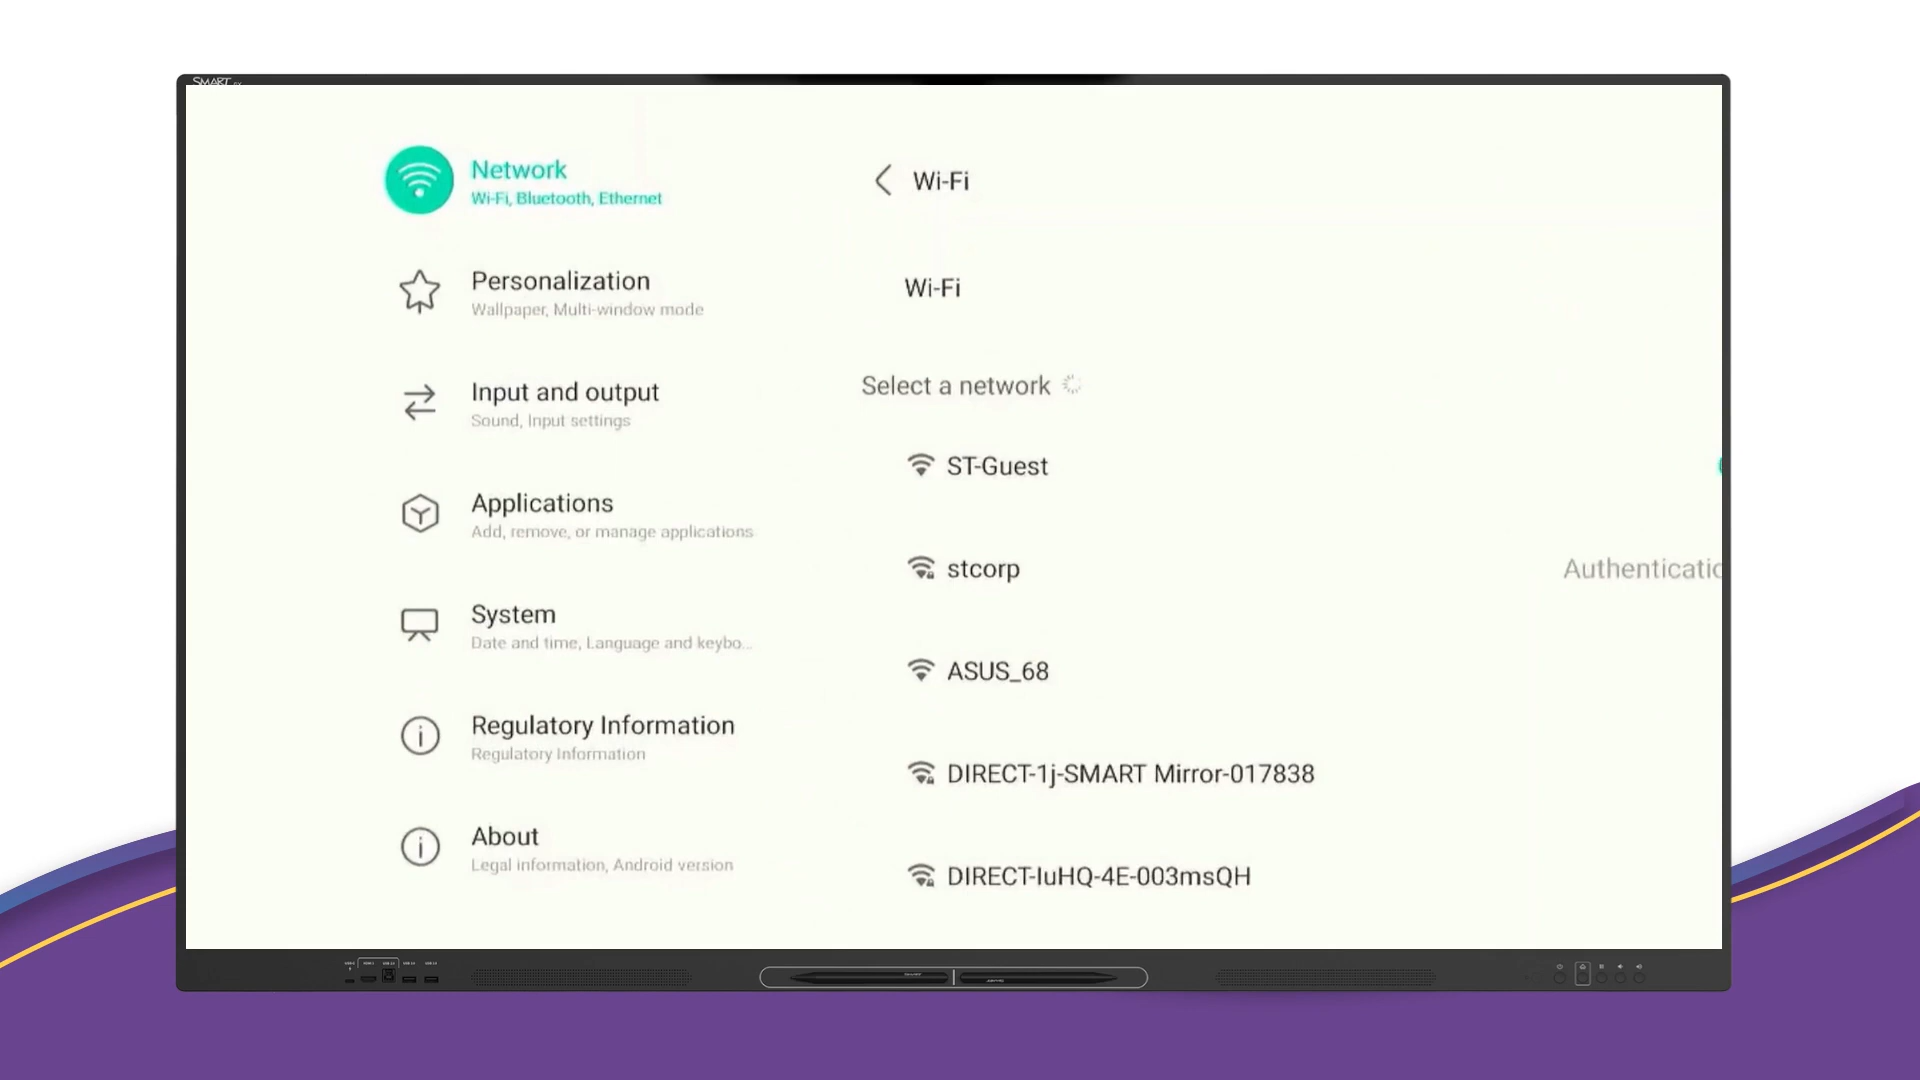 SMART
Network
Wi-Fi, Bluetooth, Ethernet
Personalization
Wallpaper, Multi-window mode
Input and output
Sound, Input settings
Applications
Add, remove, or manage applications
System
Date and time, Language and keybo...
Regulatory Information
Regulatory Information
About
Legal information, Android version
Wi-Fi
Wi-Fi
Select a network
ST-Guest
stcorp
Authenticatic
ASUS_68
DIRECT-1j-SMART Mirror-017838
DIRECT-IuHQ-4E-003msQH